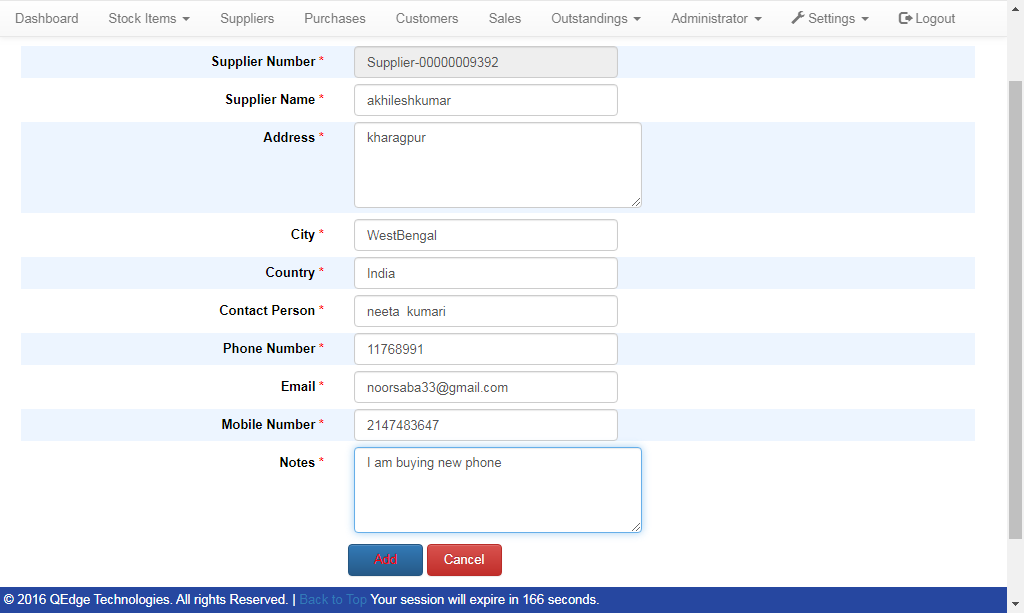 Dashboard Stock Items Suppliers Purchases Customers Sales Outstandings Administrator Settings Logout
Supplier Number * Supplier-00000009392
Supplier Name * akhileshkumar
Address * kharagpur
City * WestBengal
Country * India
Contact Person * neeta  kumari
Phone Number * 11768991
Email * noorsaba33@gmail.com
Mobile Number * 2147483647
Notes * I am buying new phone
Add Cancel
© 2016 QEdge Technologies. All rights Reserved. | Back to Top Your session will expire in 166 seconds.